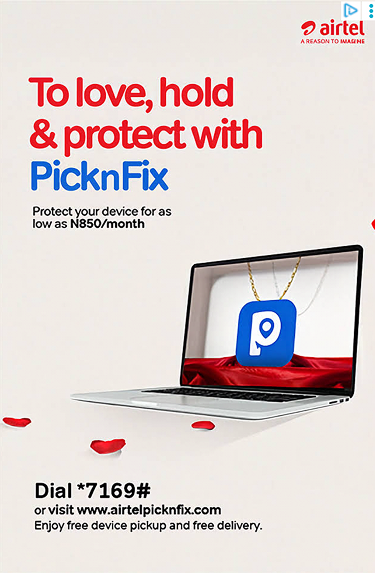 airtel
A REASON TO IMAGINE
To love, hold
& protect with
PicknFix
Protect your device for as
low as N850/month
P
Dial *7169#
or visit www.airtelpicknfix.com
Enjoy free device pickup and free delivery.